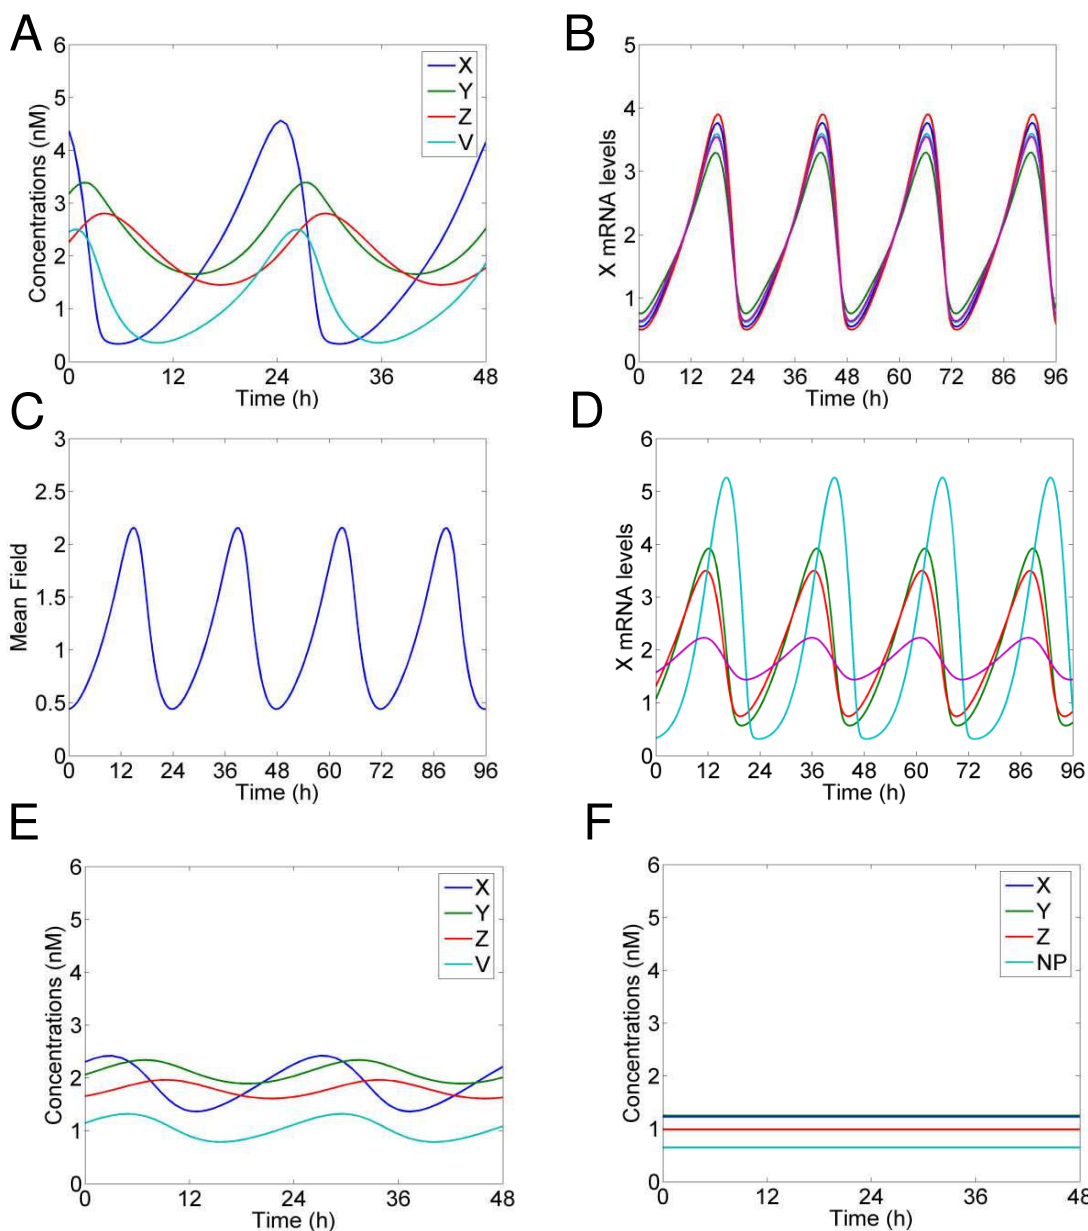 A
Concentrations (nM)
6
5
4
3
2
1
0
X
Y
Z
V
0 12 24 36 48
Time (h)
B
X mRNA levels
5
4
3
2
1
0
0 12 24 36 48 60 72 84 96
Time (h)
C
Mean Field
3
2.5
2
1.5
1
0.5
0
0 12 24 36 48 60 72 86 96
Time (h)
D
X mRNA levels
6
5
4
3
2
1
0
0 12 24 36 48 60 72 86 96
Time (h)
E
Concentrations (nM)
6
5
4
3
2
1
0
X
Y
Z
V
0 12 24 36 48
Time (h)
F
Concentrations (nM)
6
5
4
3
2
1
0
X
Y
Z
NP
0 12 24 36 48
Time (h)